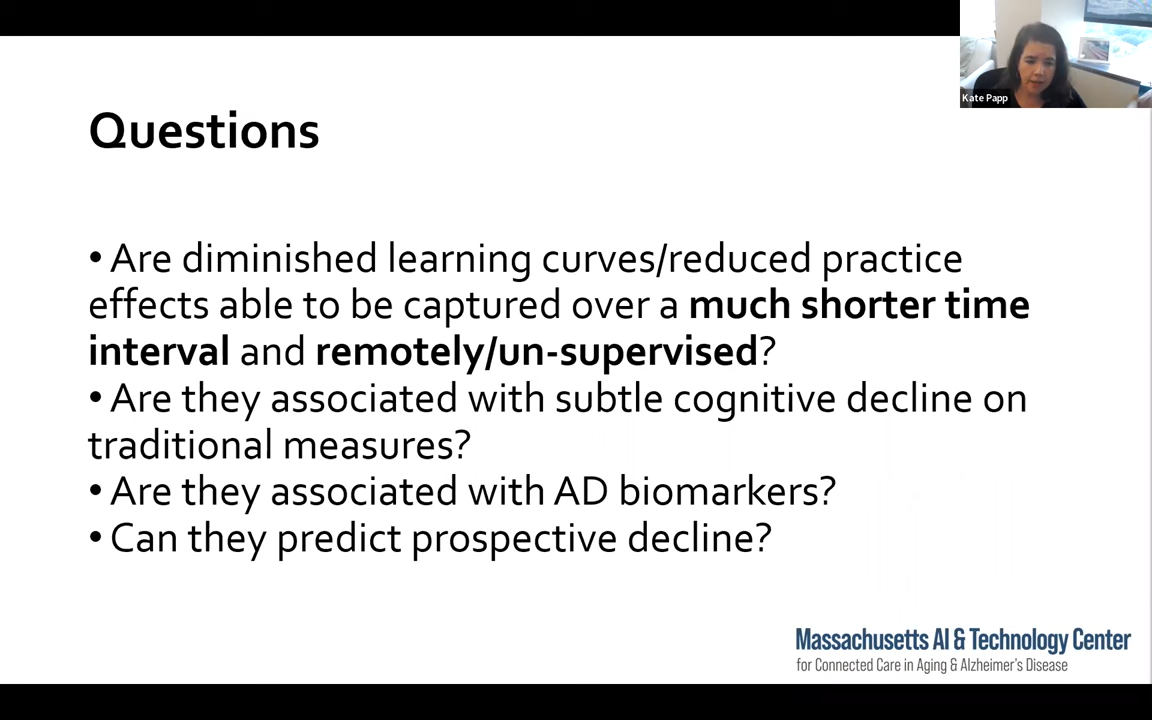 Kate Papp
Questions
• Are diminished learning curves/reduced practice
effects able to be captured over a much shorter time
interval and remotely/un-supervised?
• Are they associated with subtle cognitive decline on
traditional measures?
• Are they associated with AD biomarkers?
• Can they predict prospective decline?
Massachusetts AI & Technology Center
for Connected Care in Aging & Alzheimer's Disease